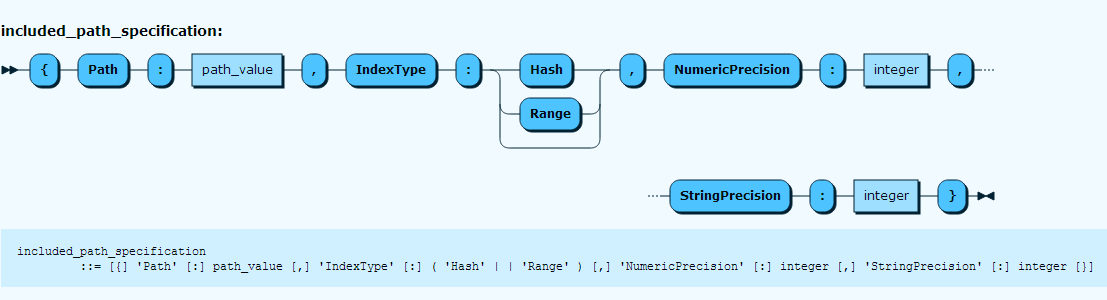 included_path_specification:
{ Path : path_value , IndexType : Hash , NumericPrecision : integer ,
Range
StringPrecision : integer }
included_path_specification
::= [{] 'Path' [:] path_value [,] 'IndexType' [:] ( 'Hash' | | 'Range' ) [,] 'NumericPrecision' [:] integer [,] 'StringPrecision' [:] integer [}]